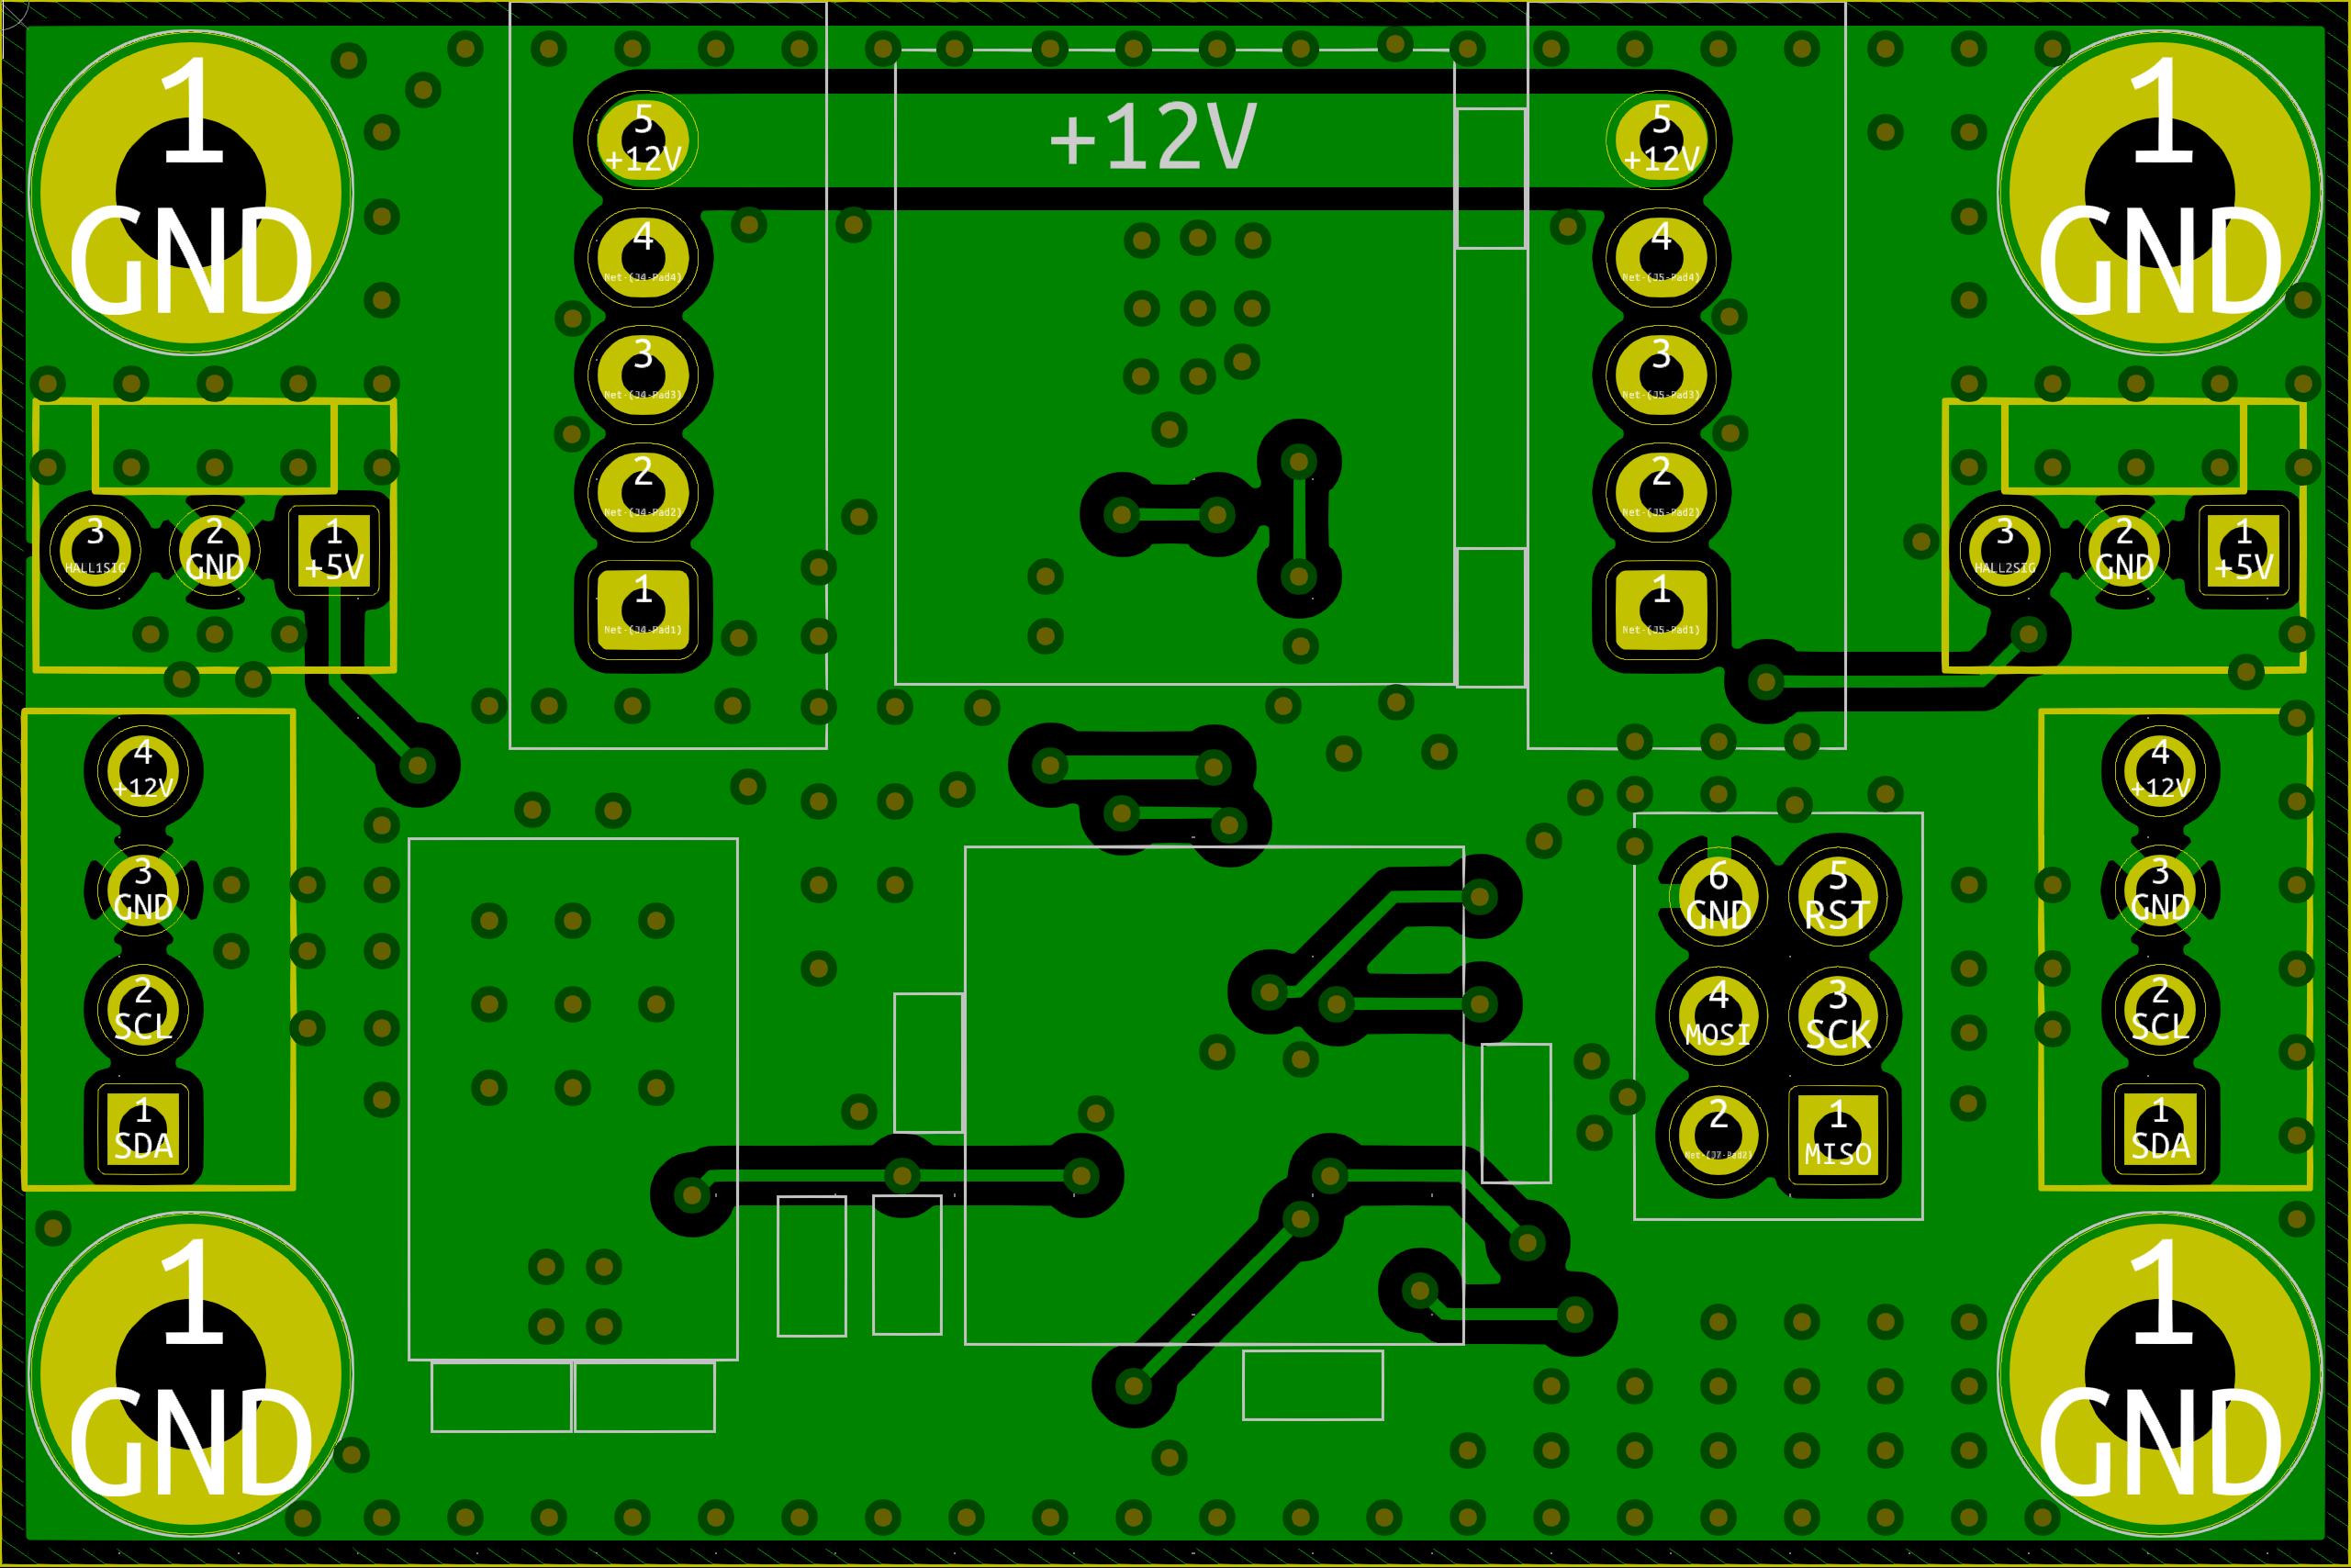 1
GND
1
GND
+12V
5
+12V
5
+12V
4
Net-(J4-Pad4)
4
Net-(J5-Pad4)
3
Net-(J4-Pad3)
3
Net-(J5-Pad3)
2
Net-(J4-Pad2)
2
Net-(J5-Pad2)
3
HALL1SIG
2
GND
1
+5V
3
HALL2SIG
2
GND
1
+5V
1
Net-(J4-Pad1)
1
Net-(J5-Pad1)
4
+12V
4
+12V
3
GND
6
GND
5
RST
3
GND
2
SCL
4
MOSI
3
SCK
2
SCL
1
SDA
2
Net-(J7-Pad2)
1
MISO
1
SDA
1
GND
1
GND